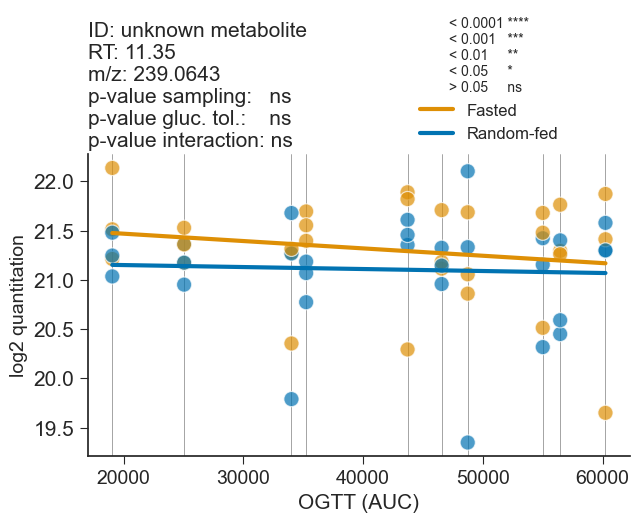 ID: unknown metabolite
RT: 11.35
m/z: 239.0643
p-value sampling: ns
p-value gluc. tol.: ns
p-value interaction: ns
< 0.0001 ****
< 0.001 ***
< 0.01 **
< 0.05 *
> 0.05 ns
Fasted
Random-fed
log2 quantitation
22.0
21.5
21.0
20.5
20.0
19.5
20000 30000 40000 50000 60000
OGTT (AUC)